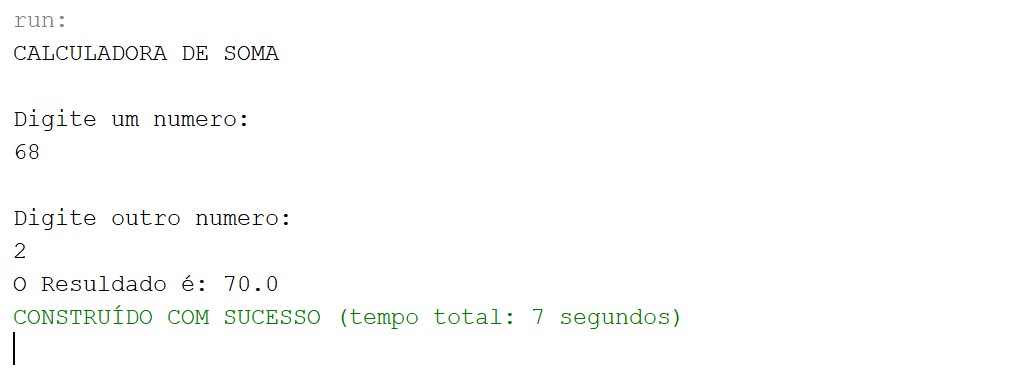 run:
CALCULADORA DE SOMA
Digite um numero:
68
Digite outro numero:
2
O Resuldado é: 70.0
CONSTRUÍDO COM SUCESSO (tempo total: 7 segundos)